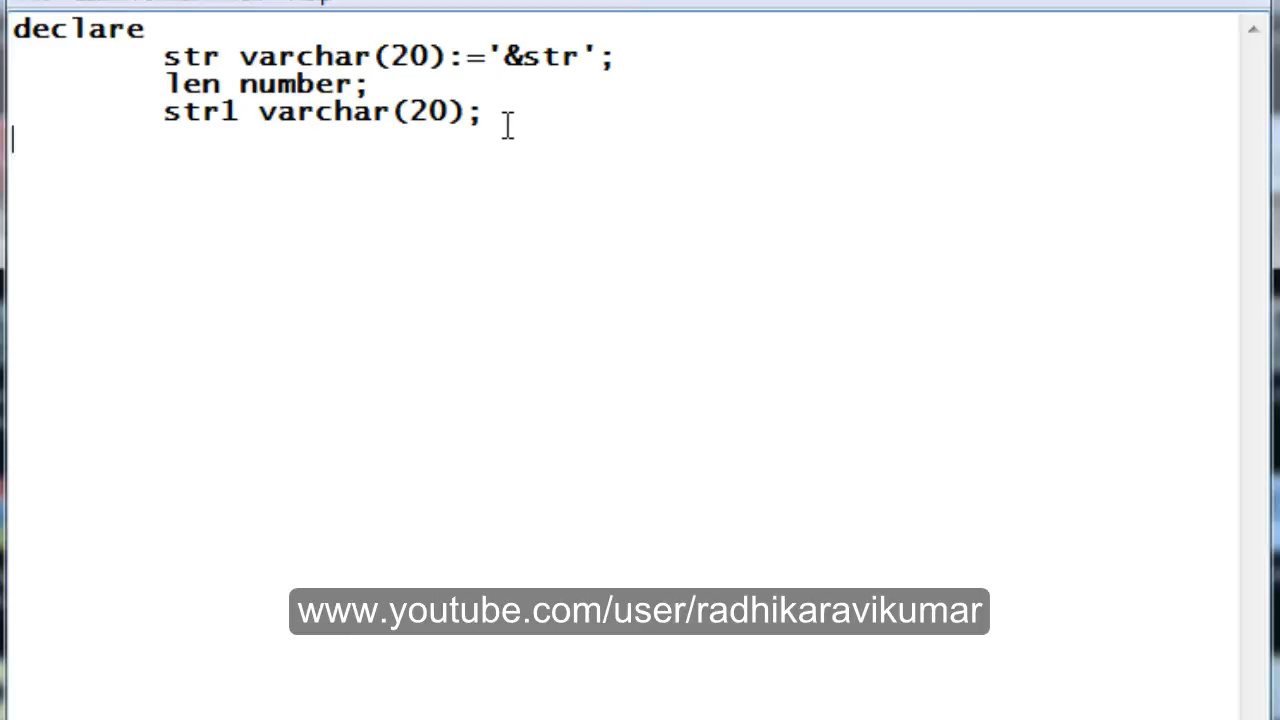 declare
str varchar(20):='&str';
len number;
str1 varchar(20);
www.youtube.com/user/radhikaravikumar